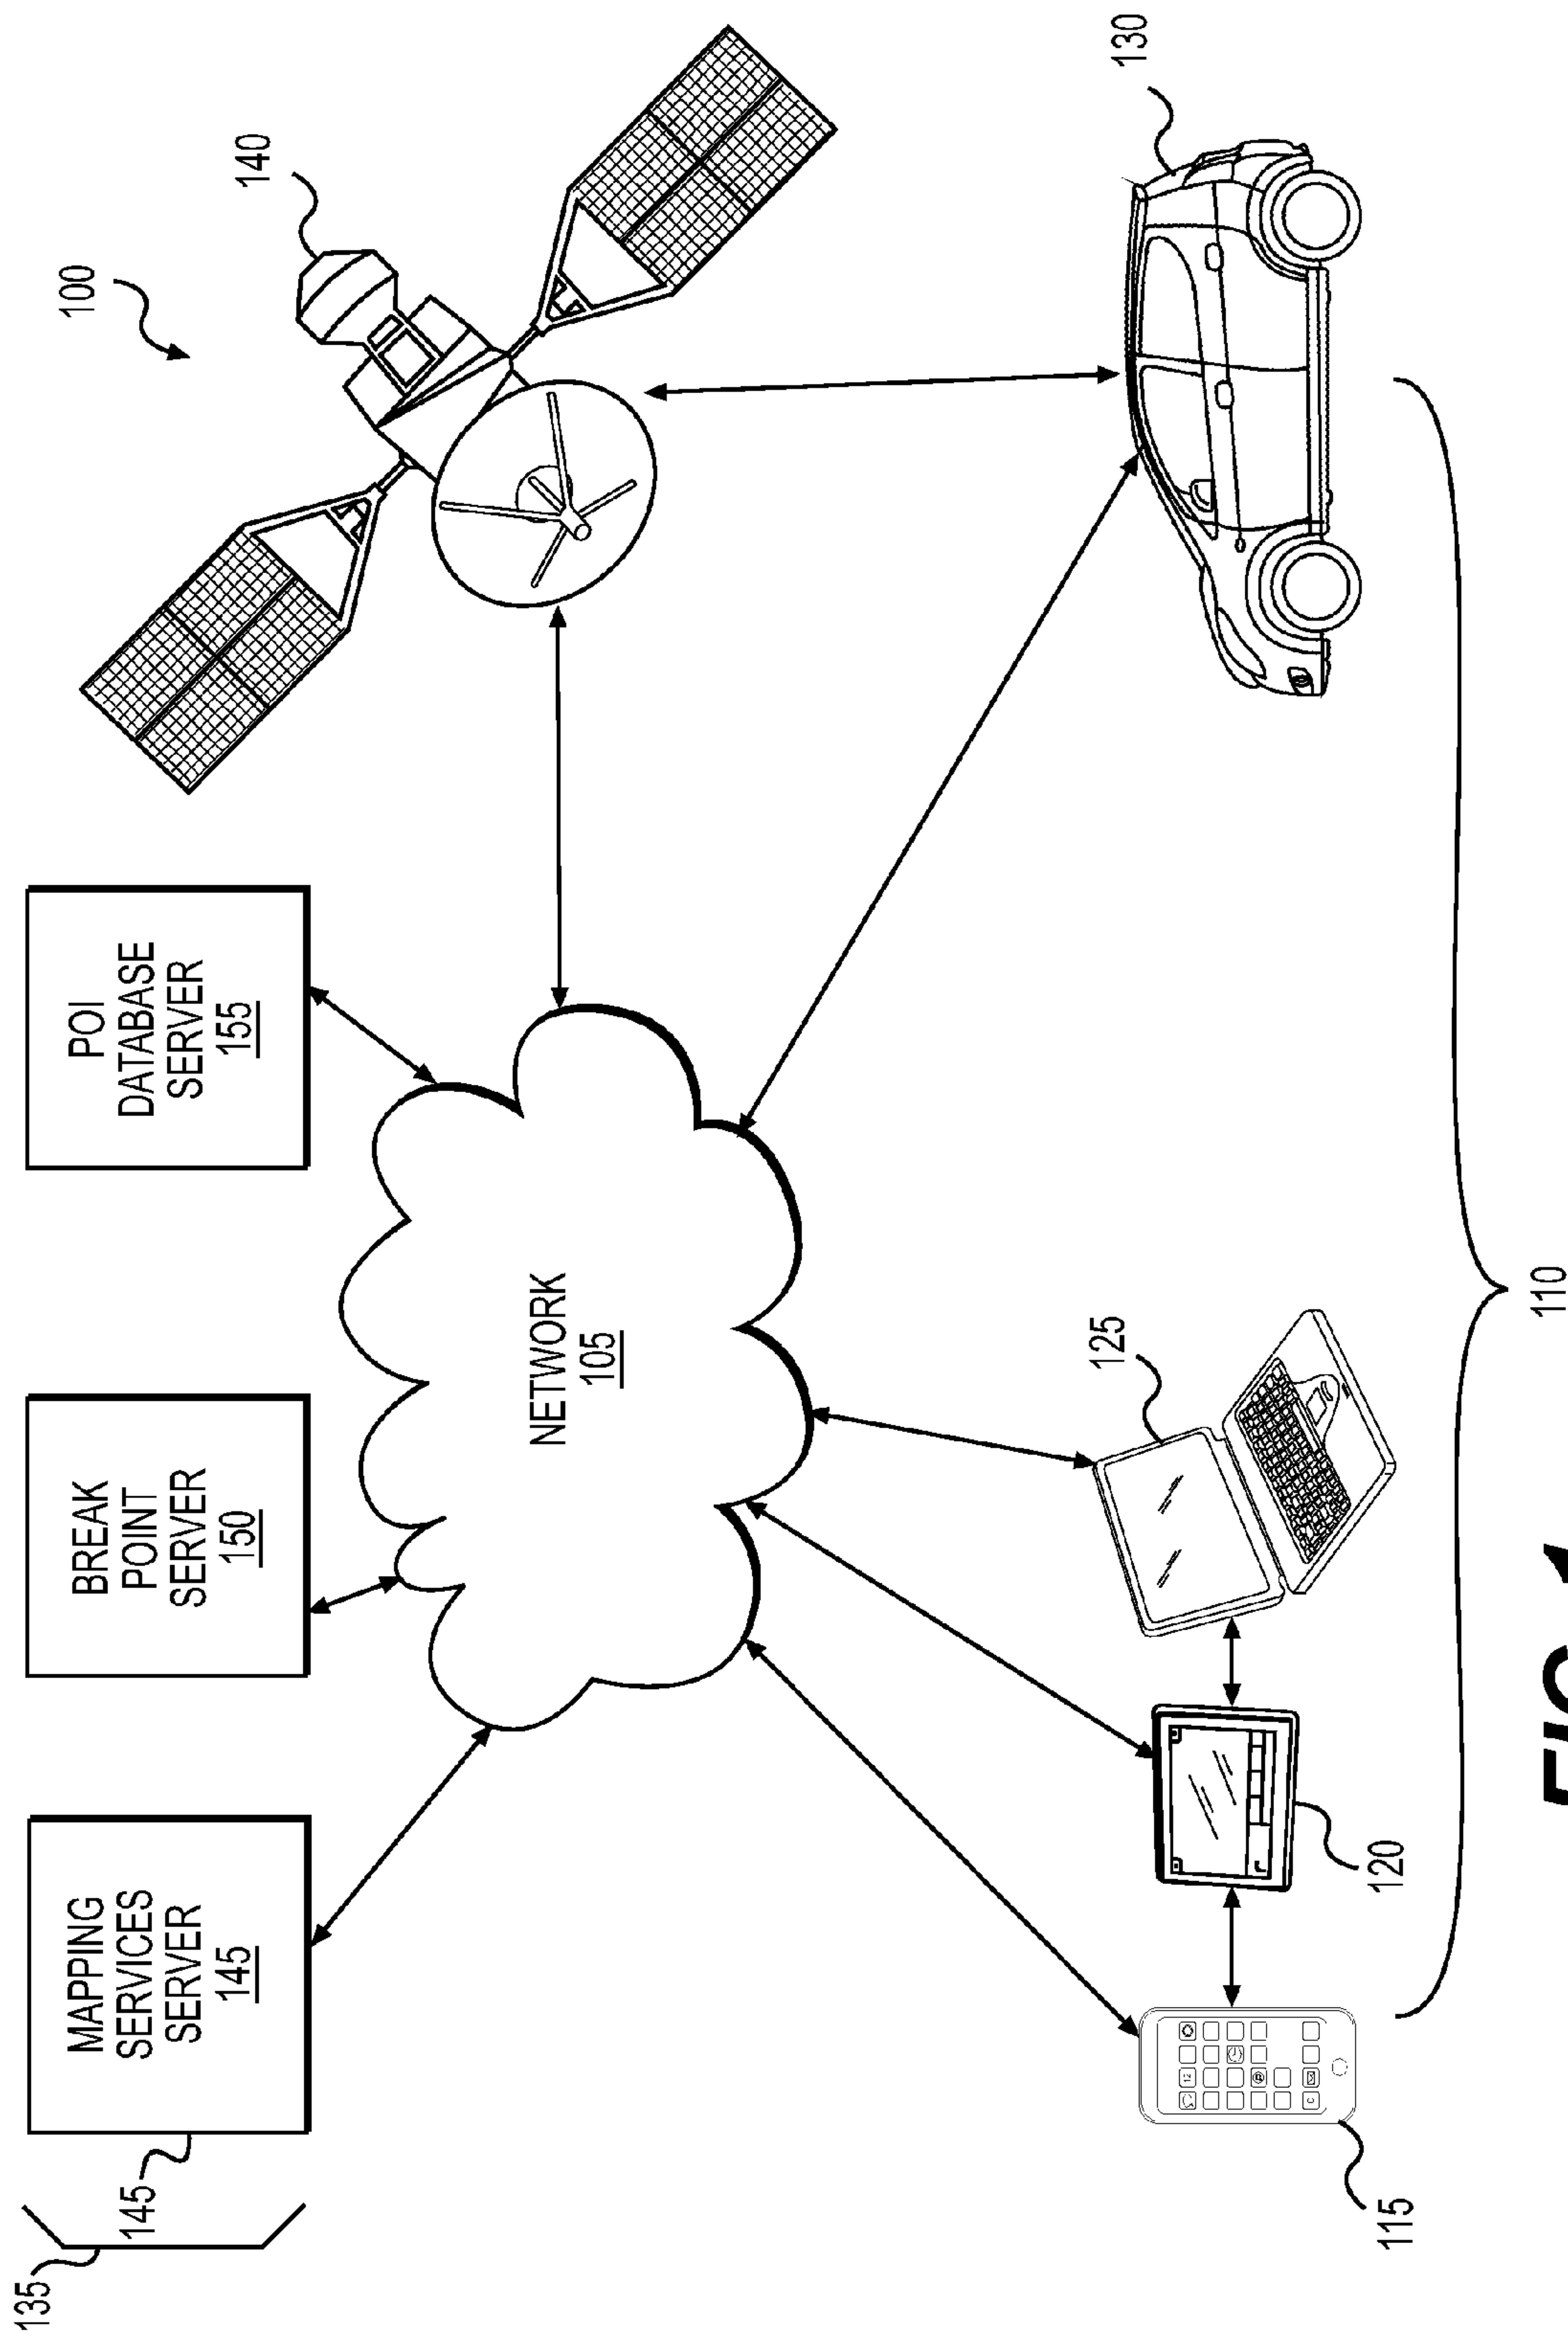 100
140
135
145
MAPPING
SERVICES
SERVER
145
BREAK
POINT
SERVER
150
POI
DATABASE
SERVER
155
NETWORK
105
130
125
120
115
110